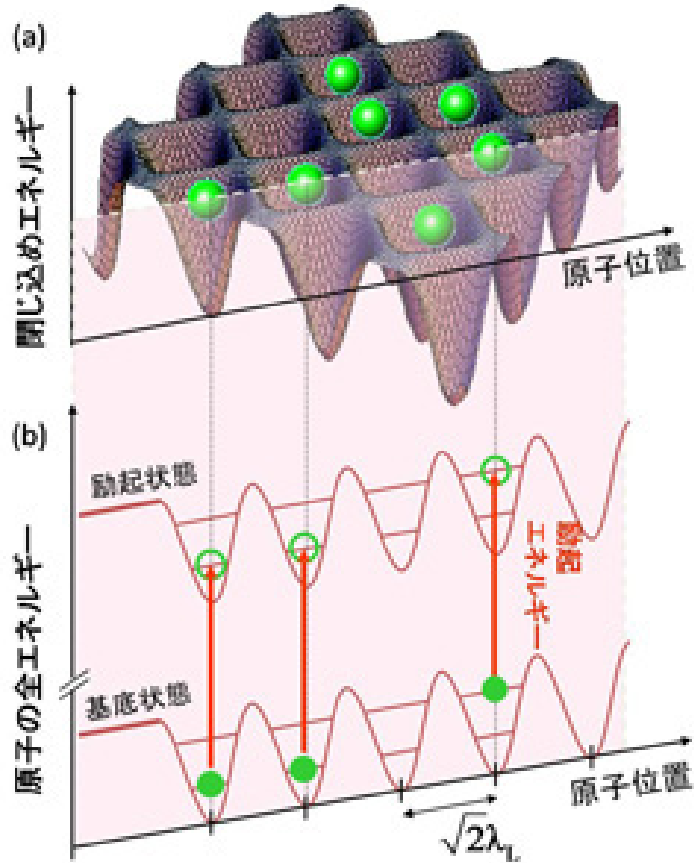 (a)
閉じ込めエネルギー
原子位置
(b)
原子の全エネルギー
励起状態
励起
エネルギー
基底状態
原子位置
√2λL